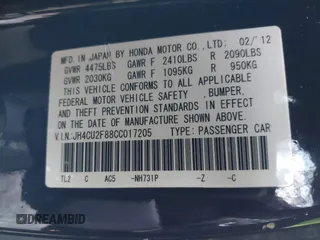 MFD. IN JAPAN BY HONDA MOTOR CO.,LTD. 02/'12
GVWR 4475LBS GAWR F 2410LBS R 2090LBS
GVWR 2030KG GAWR F 1095KG R 950KG
THIS VEHICLE CONFORMS TO ALL APPLICABLE
FEDERAL MOTOR VEHICLE SAFETY , BUMPER,
AND THEFT PREVENTION STANDARDS IN EFFECT ON
THE DATE OF MANUFACTURE SHOWN ABOVE.
V.I.N:JH4CU2F88CC017205 TYPE: PASSENGER CAR
TL2 C AC5 -NH731P -Z -C
© DREAMBID